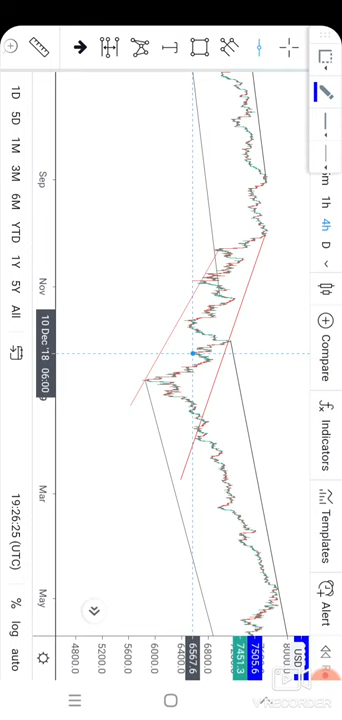 m 1h 4h D
Compare
Indicators
Templates
Alert
R
Sep
Nov
10 Dec '18 06:00
Mar
May
USD
8000.0
7505.6
7451.3
6800.0
6567.6
6400.0
6000.0
5600.0
5200.0
4800.0
1D 5D 1M 3M 6M YTD 1Y 5Y All
19:26:25 (UTC) % log auto
V RECORDER